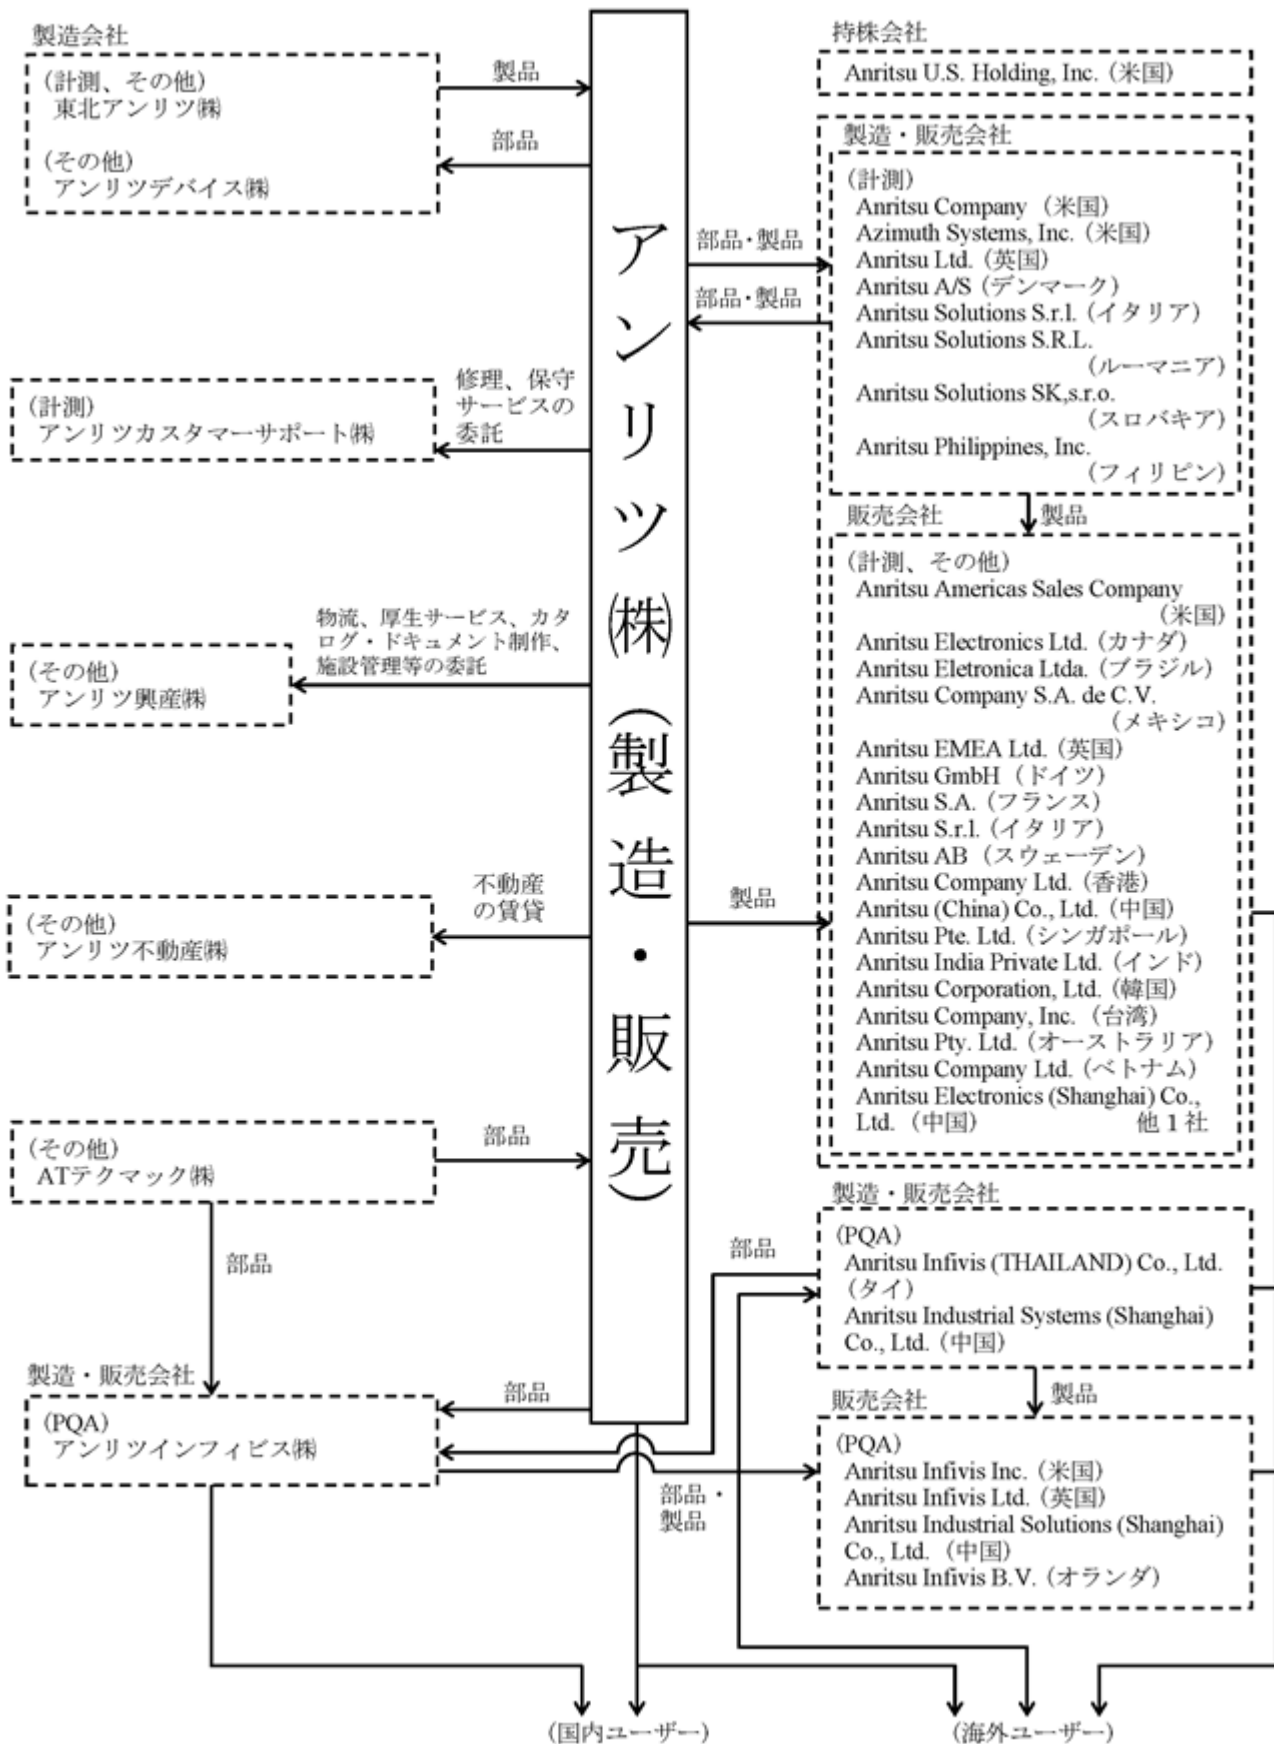 製造会社
(計測、その他)
東北アンリツ㈱
(その他)
アンリツデバイス㈱
製品
部品
(計測)
アンリツカスタマーサポート㈱
修理、保守
サービスの
委託
(その他)
アンリツ興産㈱
物流、厚生サービス、カタ
ログ・ドキュメント制作、
施設管理等の委託
(その他)
アンリツ不動産㈱
不動産
の賃貸
(その他)
ATテクマック㈱
部品
部品
製造・販売会社
(PQA)
アンリツインフィビス㈱
部品
アンリツ(株)(製造・販売)
持株会社
Anritsu U.S. Holding, Inc. (米国)
製造・販売会社
(計測)
Anritsu Company (米国)
Azimuth Systems, Inc. (米国)
Anritsu Ltd. (英国)
Anritsu A/S (デンマーク)
Anritsu Solutions S.r.l. (イタリア)
Anritsu Solutions S.R.L.
(ルーマニア)
Anritsu Solutions SK,s.r.o.
(スロバキア)
Anritsu Philippines, Inc.
(フィリピン)
部品・製品
部品・製品
販売会社
製品
(計測、その他)
Anritsu Americas Sales Company
(米国)
Anritsu Electronics Ltd. (カナダ)
Anritsu Eletronica Ltda. (ブラジル)
Anritsu Company S.A. de C.V.
(メキシコ)
Anritsu EMEA Ltd. (英国)
Anritsu GmbH (ドイツ)
Anritsu S.A. (フランス)
Anritsu S.r.l. (イタリア)
Anritsu AB (スウェーデン)
Anritsu Company Ltd. (香港)
Anritsu (China) Co., Ltd. (中国)
Anritsu Pte. Ltd. (シンガポール)
Anritsu India Private Ltd. (インド)
Anritsu Corporation, Ltd. (韓国)
Anritsu Company, Inc. (台湾)
Anritsu Pty. Ltd. (オーストラリア)
Anritsu Company Ltd. (ベトナム)
Anritsu Electronics (Shanghai) Co.,
Ltd. (中国) 他1社
製品
製造・販売会社
(PQA)
Anritsu Infivis (THAILAND) Co., Ltd.
(タイ)
Anritsu Industrial Systems (Shanghai)
Co., Ltd. (中国)
部品
販売会社
製品
(PQA)
Anritsu Infivis Inc. (米国)
Anritsu Infivis Ltd. (英国)
Anritsu Industrial Solutions (Shanghai)
Co., Ltd. (中国)
Anritsu Infivis B.V. (オランダ)
部品・
製品
(国内ユーザー)
(海外ユーザー)